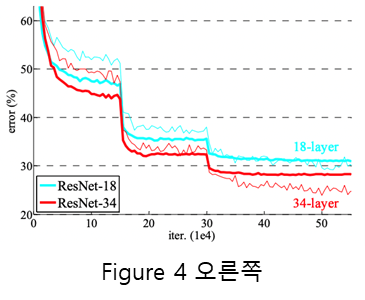 60
50
40
30
20
error (%)
18-layer
34-layer
ResNet-18
ResNet-34
0
10
20
30
40
50
iter. (1e4)
Figure 4 오른쪽